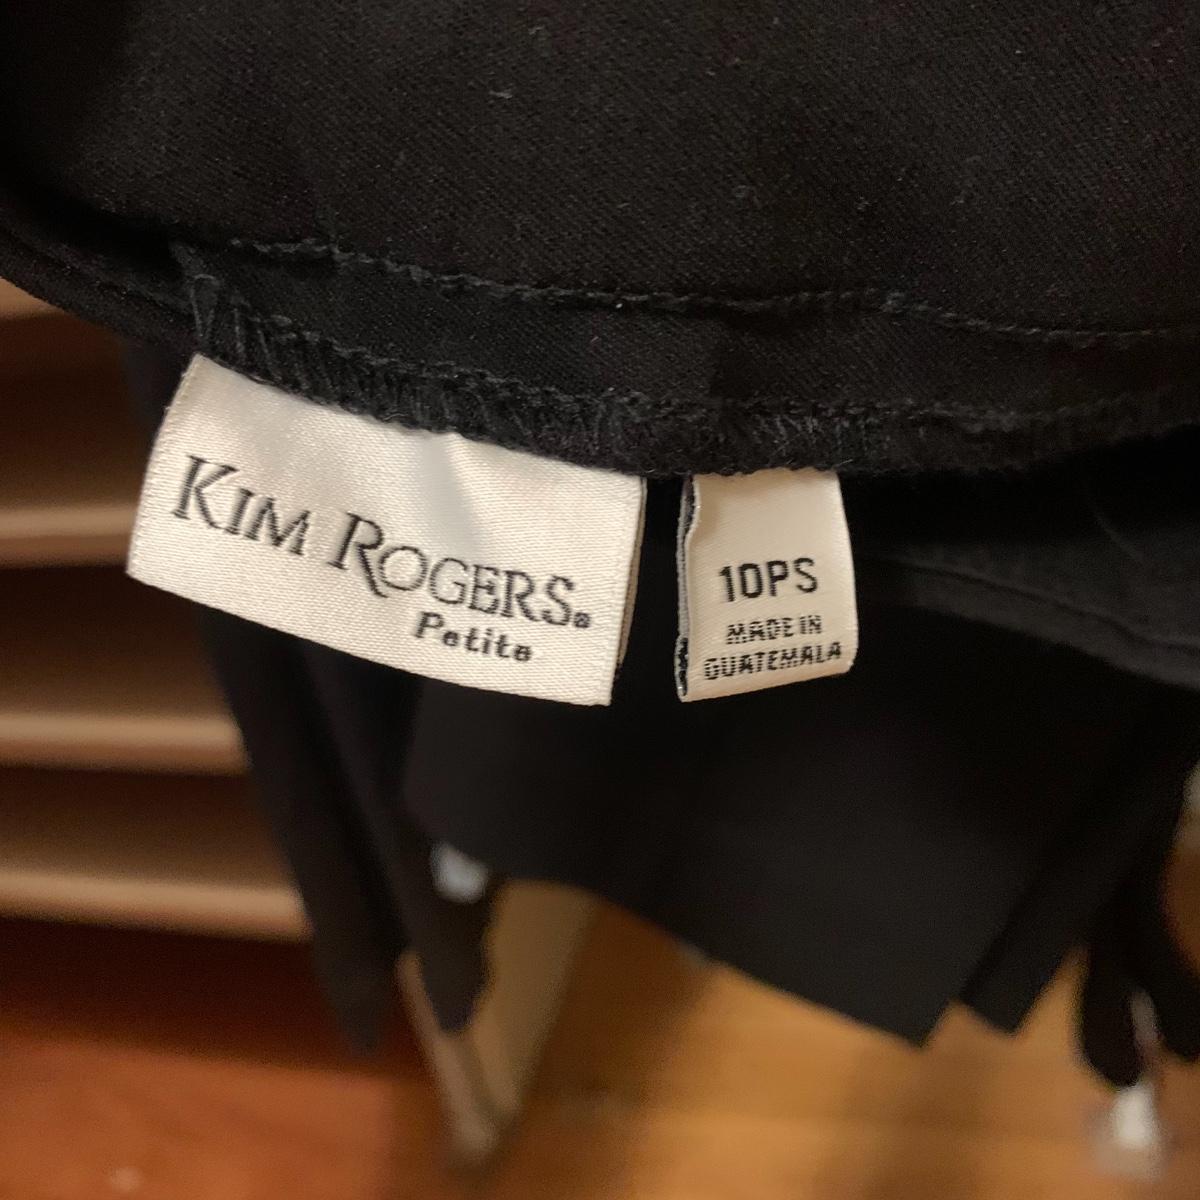 KIM ROGERS®
Petite
10PS
MADE IN
GUATEMALA